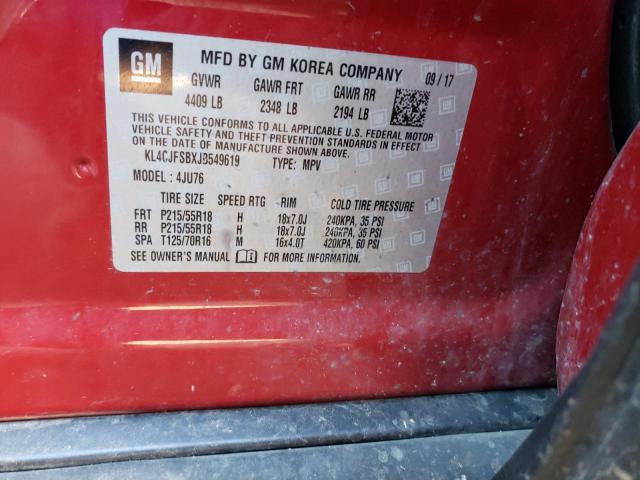 GM
MFD BY GM KOREA COMPANY 09/17
GVWR GAWR FRT GAWR RR
4409 LB 2348 LB 2194 LB
THIS VEHICLE CONFORMS TO ALL APPLICABLE U.S. FEDERAL MOTOR
VEHICLE SAFETY AND THEFT PREVENTION STANDARDS IN EFFECT
ON THE DATE OF MANUFACTURE SHOWN ABOVE.
KL4CJFSBXJB549619 TYPE: MPV
MODEL: 4JU76
TIRE SIZE SPEED RTG RIM COLD TIRE PRESSURE
FRT P215/55R18 H 18x7.0J 240KPA, 35 PSI
RR P215/55R18 H 18x7.0J 240KPA, 35 PSI
SPA T125/70R16 M 16x4.0T 420KPA, 60 PSI
SEE OWNER'S MANUAL FOR MORE INFORMATION.